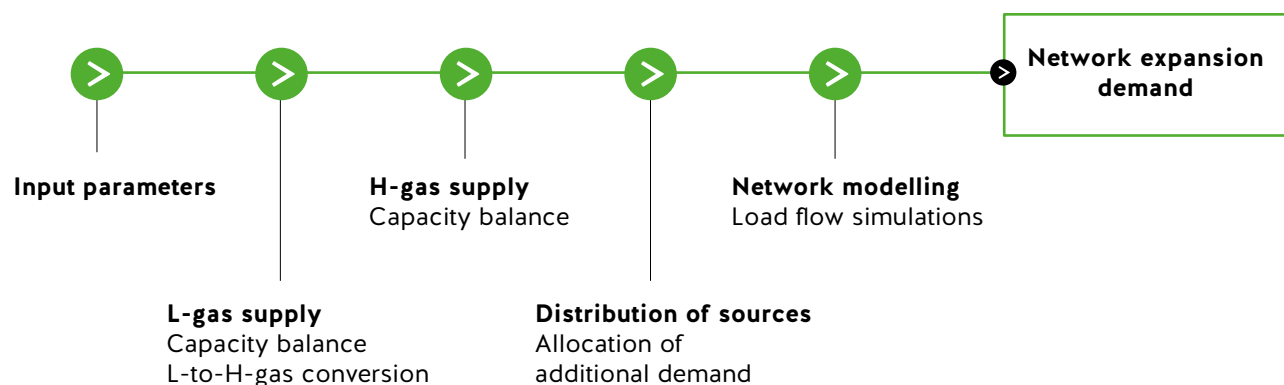 Network expansion
demand
Input parameters
H-gas supply
Capacity balance
Network modelling
Load flow simulations
L-gas supply
Capacity balance
L-to-H-gas conversion
Distribution of sources
Allocation of
additional demand